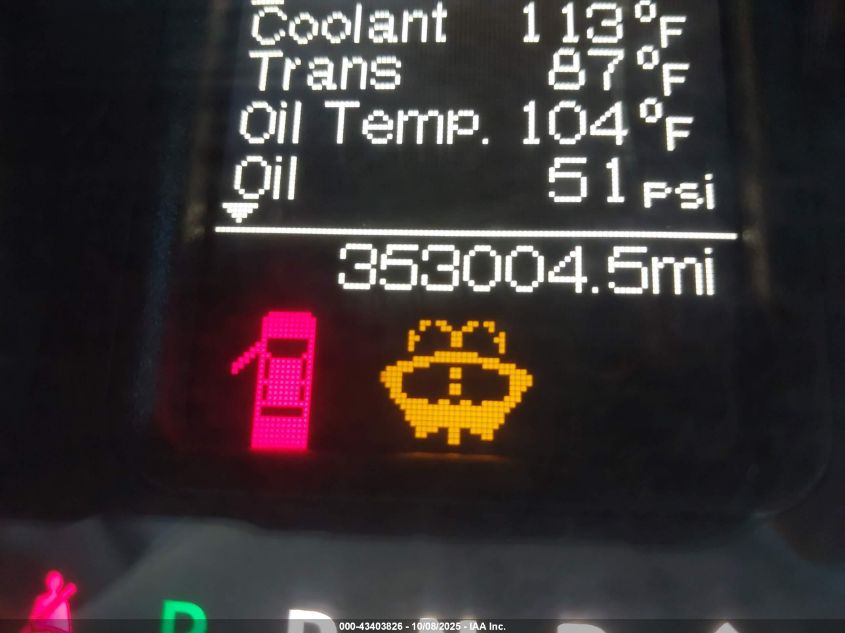 Coolant 113°F
Trans 87°F
Oil Temp. 104°F
Oil 51 psi
353004.5mi
P
000-43403826 - 10/08/2025 - IAA Inc.